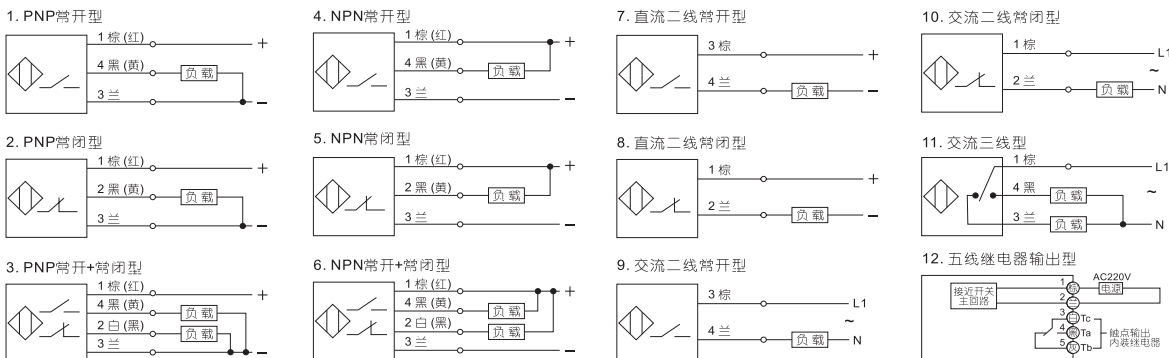 1. PNP常开型
1 棕 (红)
+
4 黑 (黄)
负 载
3 兰
−
2. PNP常闭型
1 棕 (红)
+
2 黑 (黄)
负 载
3 兰
−
3. PNP常开+常闭型
1 棕 (红)
+
4 黑 (黄)
负 载
2 白 (黑)
负 载
3 兰
−
4. NPN常开型
1 棕 (红)
+
4 黑 (黄)
负 载
3 兰
−
5. NPN常闭型
1 棕 (红)
+
2 黑 (黄)
负 载
3 兰
−
6. NPN常开+常闭型
1 棕 (红)
+
4 黑 (黄)
负 载
2 白 (黑)
负 载
3 兰
−
7. 直流二线常开型
3 棕
+
4 兰
负 载
−
8. 直流二线常闭型
1 棕
+
2 兰
负 载
−
9. 交流二线常开型
3 棕
L1
~
4 兰
负 载
N
10. 交流二线常闭型
1 棕
L1
~
2 兰
负 载
N
11. 交流三线型
1 棕
L1
4 黑
负 载
~
3 兰
负 载
N
12. 五线继电器输出型
接近开关
主回路
1 棕
AC220V
电源
2 兰
3
Tc
4 黑 Ta
5 灰 Tb
触点输出
内装继电器